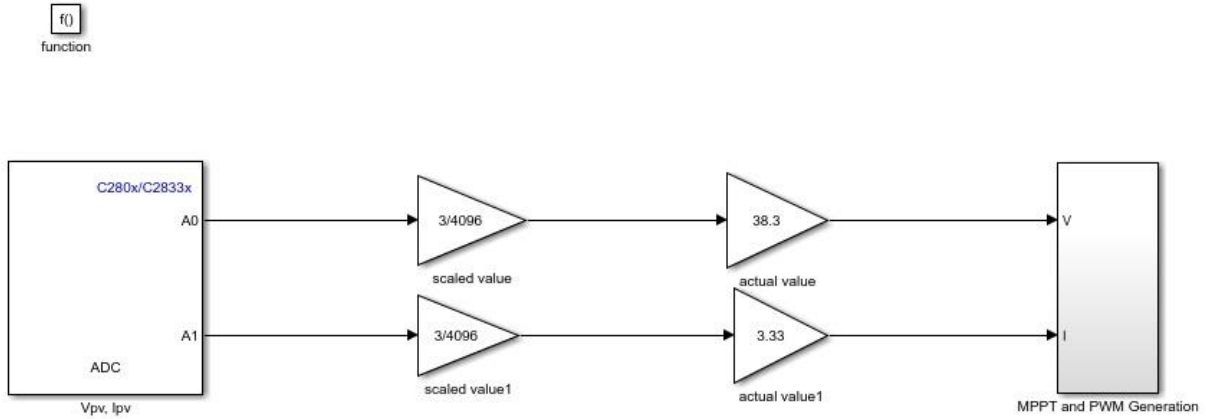 f()
function
C280x/C2833x
A0
3/4096
38.3
V
scaled value
actual value
A1
3/4096
3.33
I
ADC
scaled value1
actual value1
Vpv, Ipv
MPPT and PWM Generation